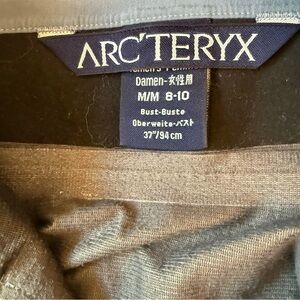 ARC'TERYX
Damen-女性用
M/M 8-10
Bust-Buste
Oberweite-バスト
37"/94cm